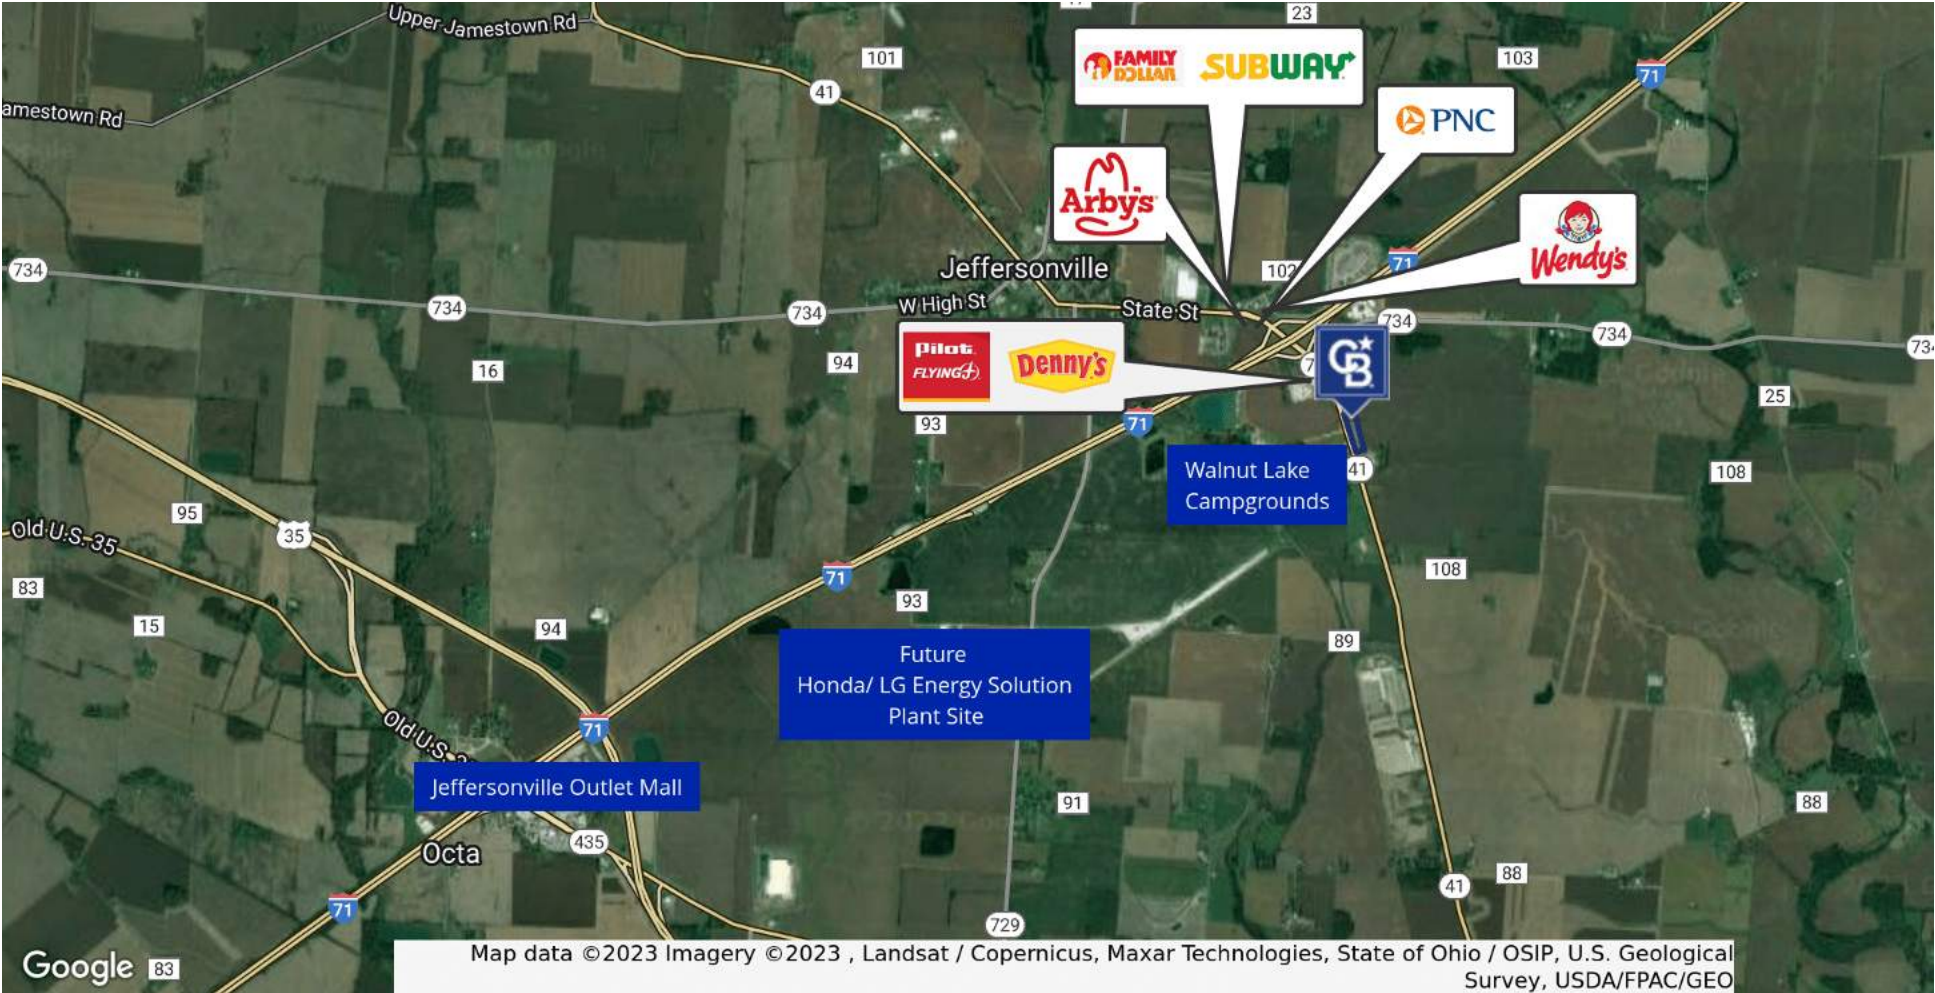 Upper Jamestown Rd
23
101
103
FAMILY
DOLLAR
SUBWAY
71
41
PNC
amestown Rd
Arby's
Wendy's
Jeffersonville
102
71
734
734
734
W High St
State St
734
734
734
Pilot
FLYING J
Denny's
CB
94
16
25
93
71
Walnut Lake
Campgrounds
41
108
95
Old U.S. 35
35
108
83
71
93
15
94
89
Future
Honda/ LG Energy Solution
Plant Site
Old U.S.
71
Jeffersonville Outlet Mall
91
88
435
Octa
88
41
71
729
Google
83
Map data ©2023 Imagery ©2023 , Landsat / Copernicus, Maxar Technologies, State of Ohio / OSIP, U.S. Geological
Survey, USDA/FPAC/GEO